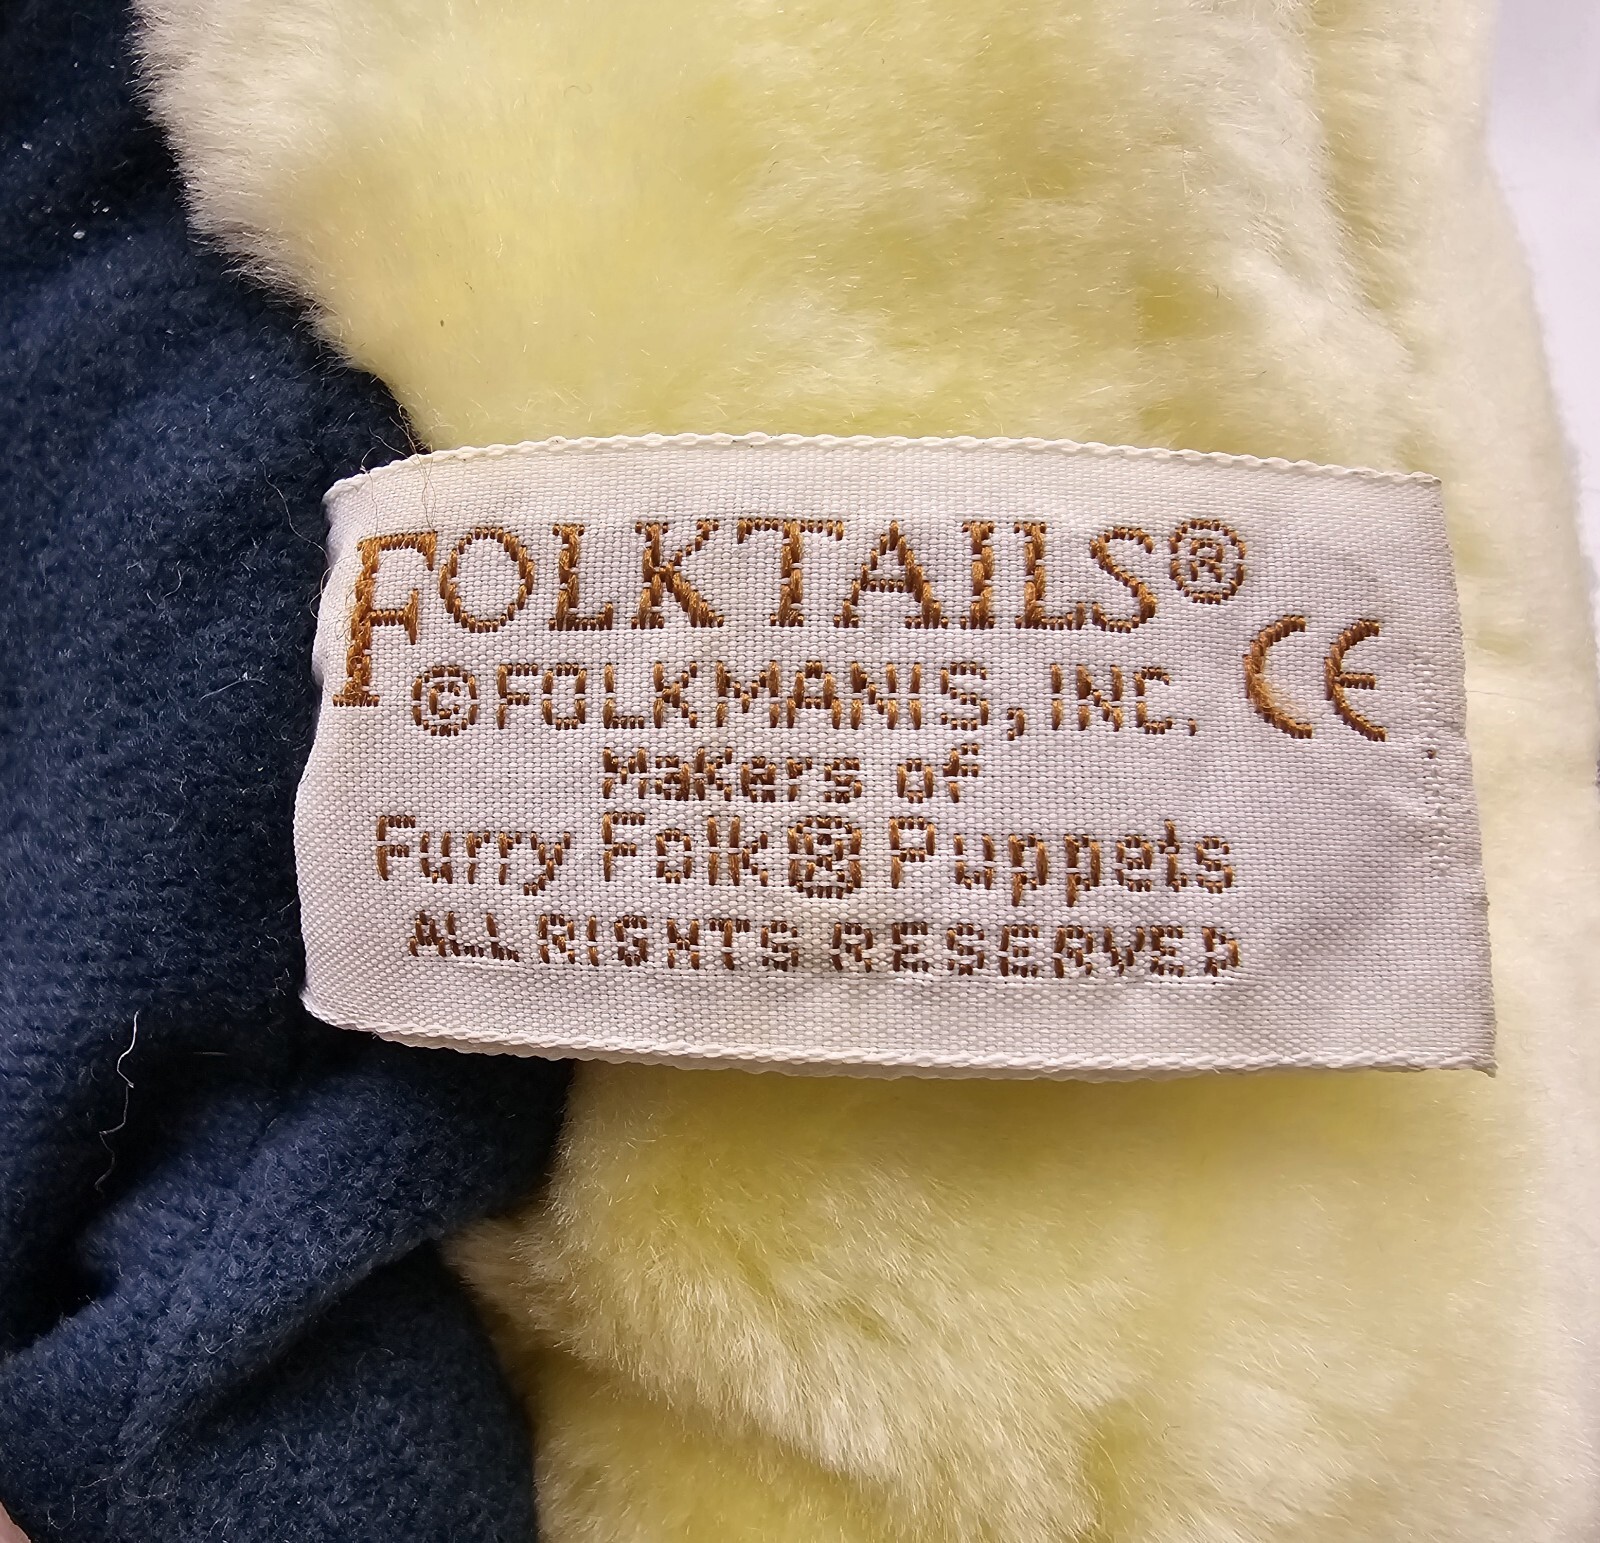 FOLKTAILS®
©FOLKMANIS, INC. CE
Makers of
Furry Folk® Puppets
ALL RIGHTS RESERVED